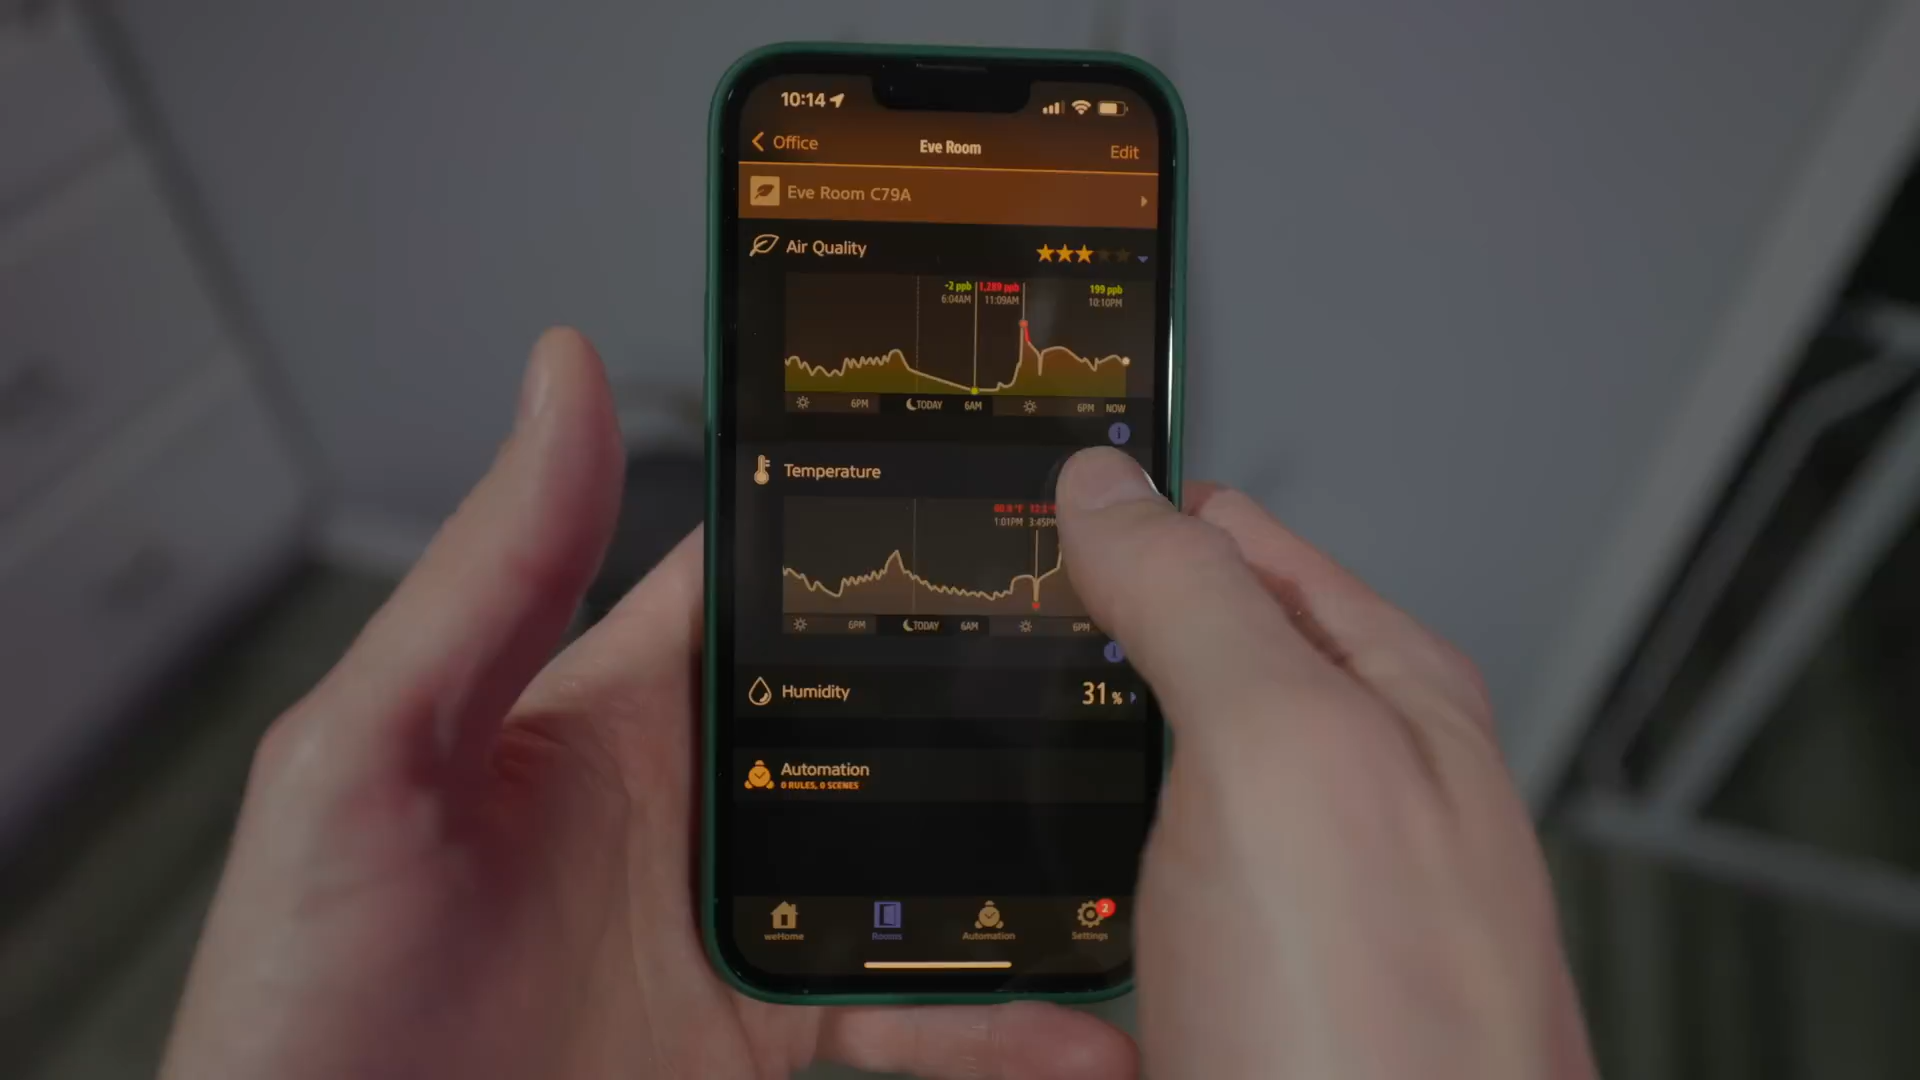 10:14
Office
Eve Room
Edit
Eve Room C79A
Air Quality
-2 ppb 1,289 ppb 199 ppb
6:04AM 11:09AM 10:10PM
6PM TODAY 6AM 6PM NOW
Temperature
1:01PM 3:45PM
6PM TODAY 6AM 6PM
Humidity
31 %
Automation
0 RULES, 0 SCENES
weHome Rooms Automation Settings
2